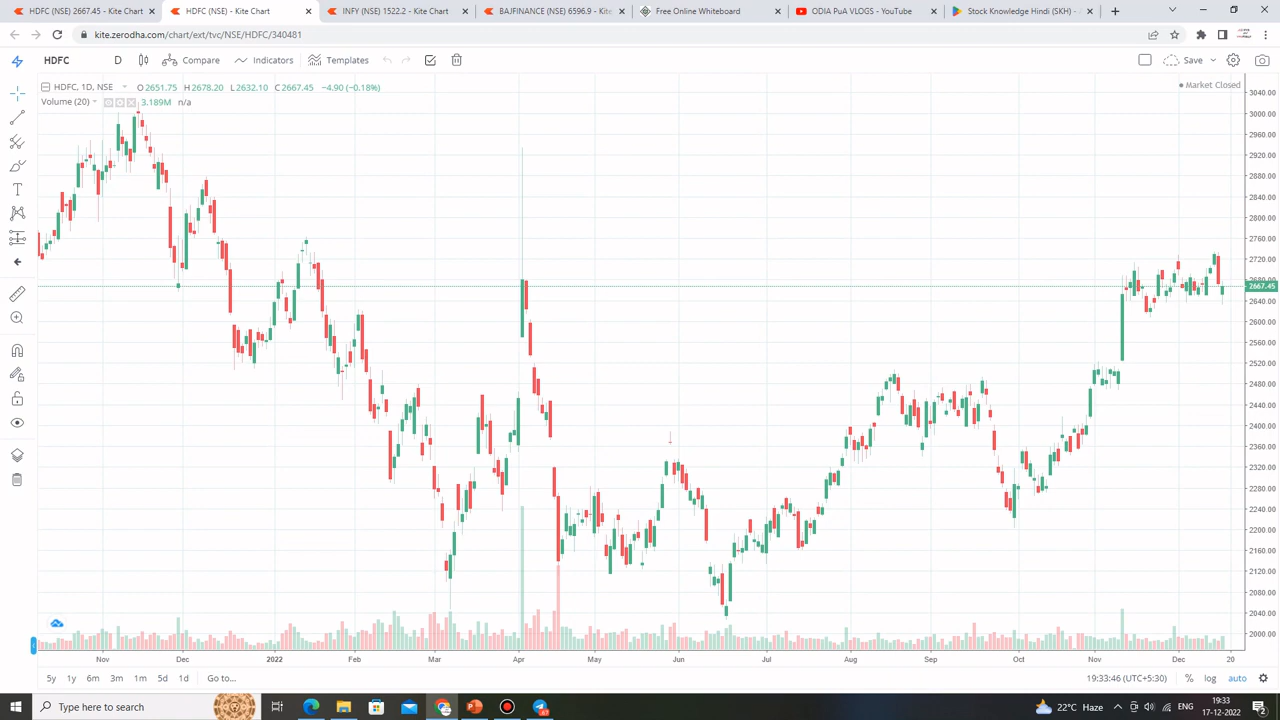 HDFC (NSE) 2667.45 - Kite Chart
HDFC (NSE) - Kite Chart
INFY (NSE) 1522.2 - Kite Chart
BAJFINANCE (NSE) 6596.9 - Kite
Free Online Whiteboard
ODIA PuA VLOGS - YouTube
Stock Knowledge Hindi (SKH) -
kite.zerodha.com/chart/ext/tvc/NSE/HDFC/340481
HDFC D Compare Indicators Templates Save
HDFC, 1D, NSE O 2651.75 H 2678.20 L 2632.10 C 2667.45 −4.90 (−0.18%)
Market Closed
Volume (20) 3.189M n/a
3040.00
3000.00
2960.00
2920.00
2880.00
2840.00
2800.00
2760.00
2720.00
2680.00
2667.45
2640.00
2600.00
2560.00
2520.00
2480.00
2440.00
2400.00
2360.00
2320.00
2280.00
2240.00
2200.00
2160.00
2120.00
2080.00
2040.00
2000.00
Nov Dec 2022 Feb Mar Apr May Jun Jul Aug Sep Oct Nov Dec 20
5y 1y 6m 3m 1m 5d 1d Go to... 19:33:46 (UTC+5:30) % log auto
Type here to search 22°C Haze ENG 19:33
17-12-2022
2